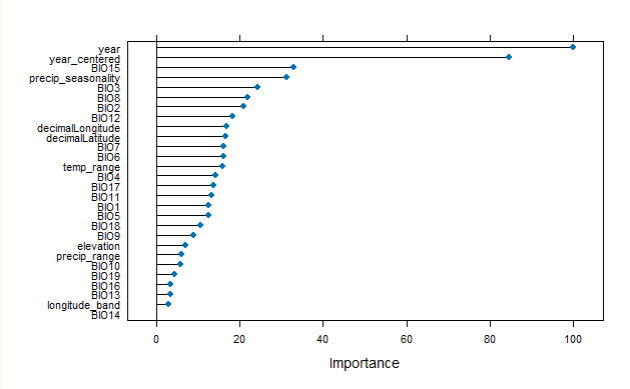 year
year_centered
BIO15
precip_seasonality
BIO3
BIO8
BIO2
BIO12
decimalLongitude
decimalLatitude
BIO7
BIO6
temp_range
BIO4
BIO17
BIO11
BIO1
BIO5
BIO18
BIO9
elevation
precip_range
BIO10
BIO19
BIO16
BIO13
longitude_band
BIO14
0 20 40 60 80 100
Importance